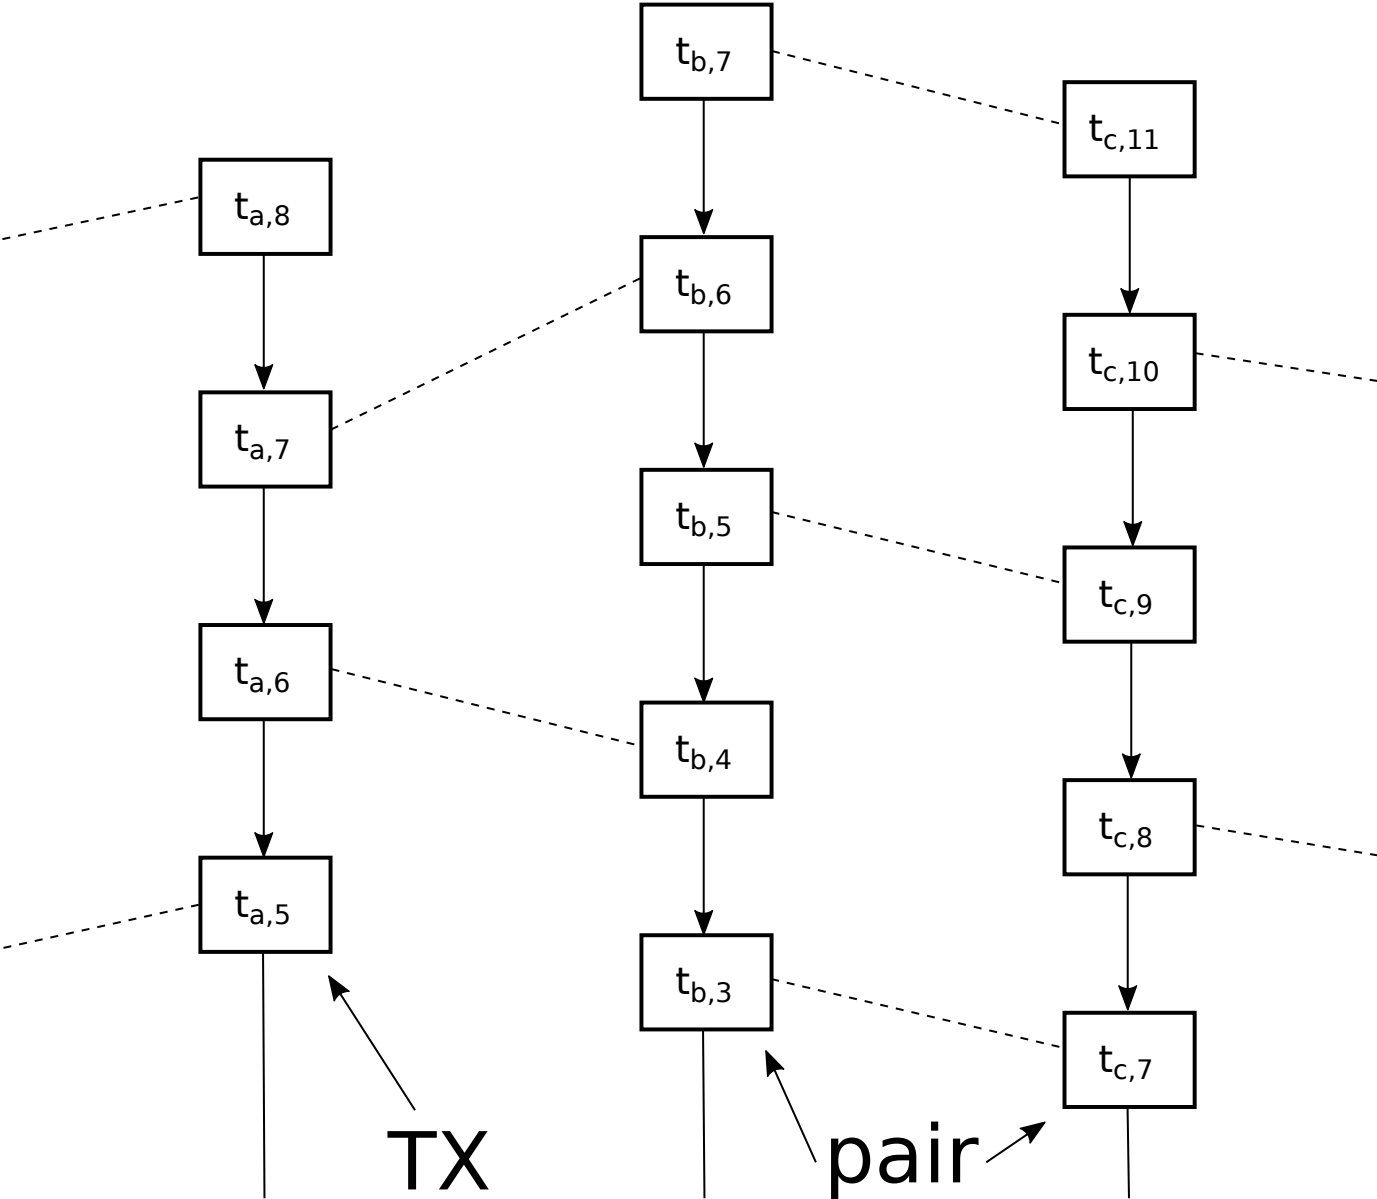 t_b,7
t_c,11
t_a,8
t_b,6
t_c,10
t_a,7
t_b,5
t_c,9
t_a,6
t_b,4
t_c,8
t_a,5
t_b,3
t_c,7
TX
pair